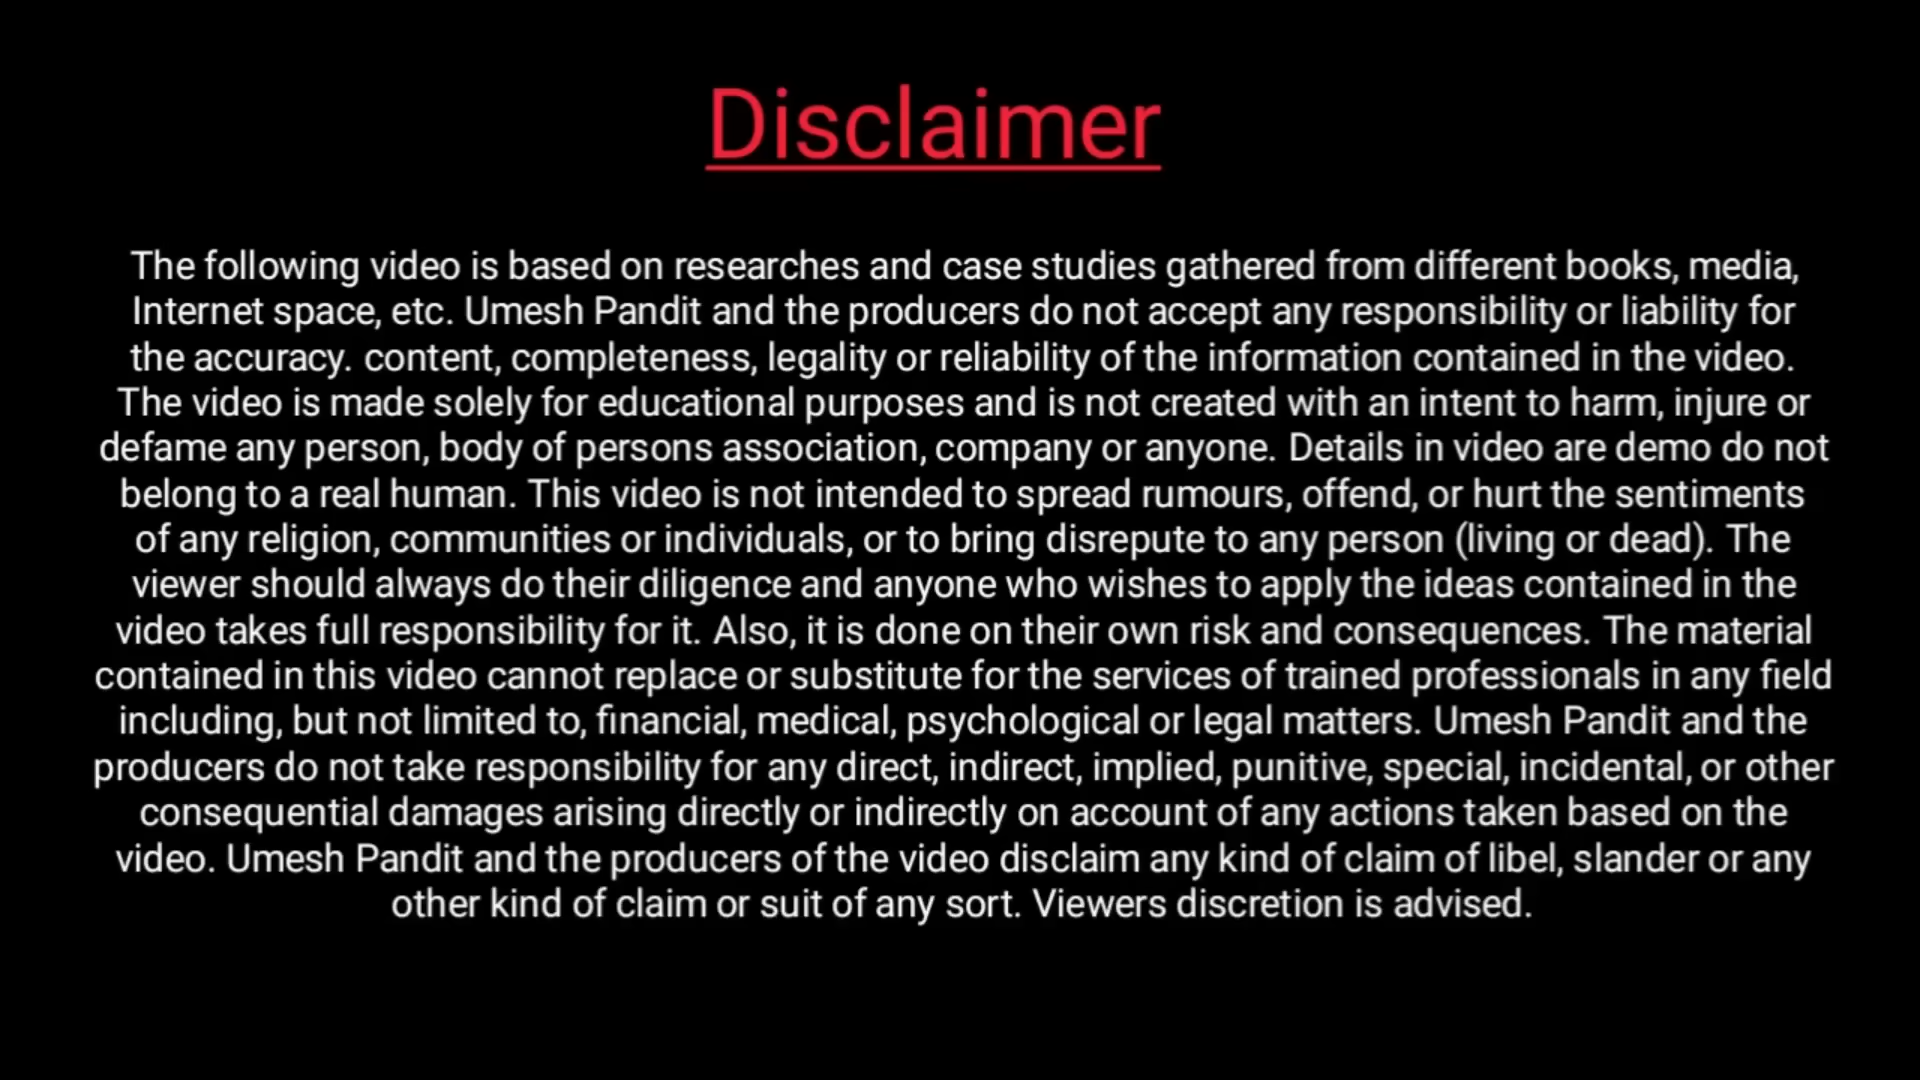 Disclaimer
The following video is based on researches and case studies gathered from different books, media,
Internet space, etc. Umesh Pandit and the producers do not accept any responsibility or liability for
the accuracy. content, completeness, legality or reliability of the information contained in the video.
The video is made solely for educational purposes and is not created with an intent to harm, injure or
defame any person, body of persons association, company or anyone. Details in video are demo do not
belong to a real human. This video is not intended to spread rumours, offend, or hurt the sentiments
of any religion, communities or individuals, or to bring disrepute to any person (living or dead). The
viewer should always do their diligence and anyone who wishes to apply the ideas contained in the
video takes full responsibility for it. Also, it is done on their own risk and consequences. The material
contained in this video cannot replace or substitute for the services of trained professionals in any field
including, but not limited to, financial, medical, psychological or legal matters. Umesh Pandit and the
producers do not take responsibility for any direct, indirect, implied, punitive, special, incidental, or other
consequential damages arising directly or indirectly on account of any actions taken based on the
video. Umesh Pandit and the producers of the video disclaim any kind of claim of libel, slander or any
other kind of claim or suit of any sort. Viewers discretion is advised.